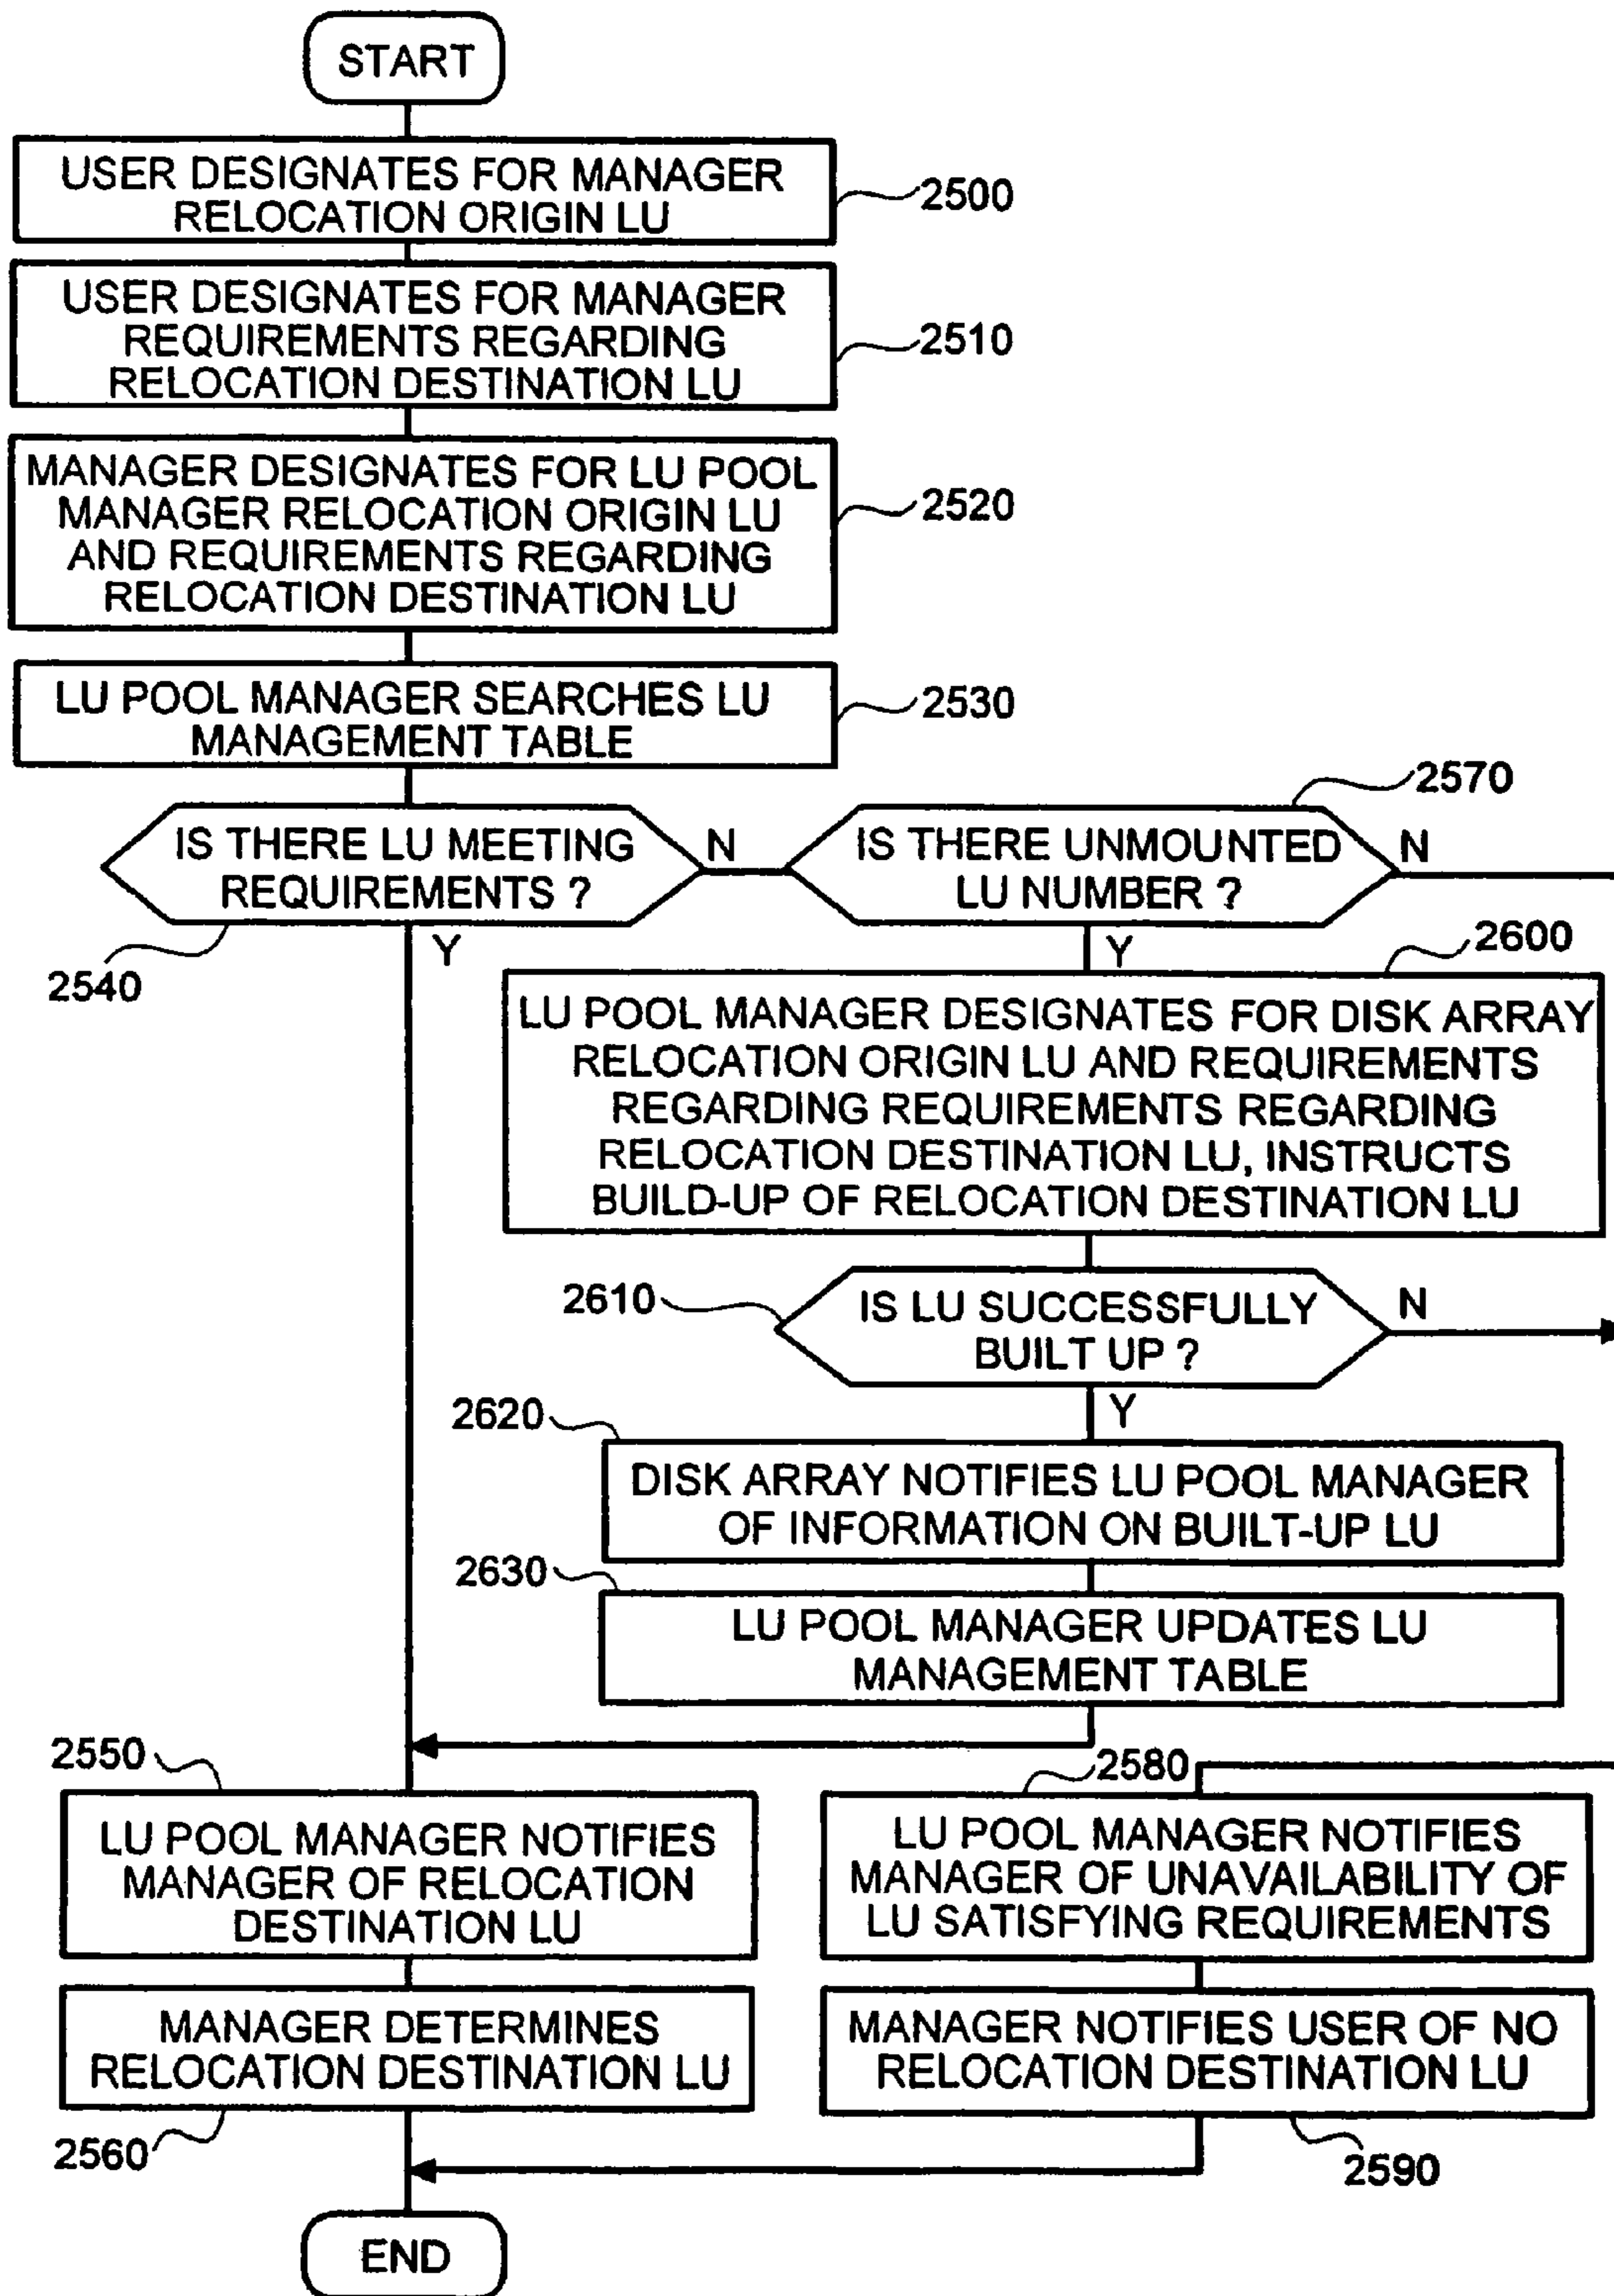 START
USER DESIGNATES FOR MANAGER
RELOCATION ORIGIN LU
2500
USER DESIGNATES FOR MANAGER
REQUIREMENTS REGARDING
RELOCATION DESTINATION LU
2510
MANAGER DESIGNATES FOR LU POOL
MANAGER RELOCATION ORIGIN LU
AND REQUIREMENTS REGARDING
RELOCATION DESTINATION LU
2520
LU POOL MANAGER SEARCHES LU
MANAGEMENT TABLE
2530
IS THERE LU MEETING
REQUIREMENTS ?
N
Y
2540
2570
IS THERE UNMOUNTED
LU NUMBER ?
N
Y
2600
LU POOL MANAGER DESIGNATES FOR DISK ARRAY
RELOCATION ORIGIN LU AND REQUIREMENTS
REGARDING REQUIREMENTS REGARDING
RELOCATION DESTINATION LU, INSTRUCTS
BUILD-UP OF RELOCATION DESTINATION LU
2610
IS LU SUCCESSFULLY
BUILT UP ?
N
Y
2620
DISK ARRAY NOTIFIES LU POOL MANAGER
OF INFORMATION ON BUILT-UP LU
2630
LU POOL MANAGER UPDATES LU
MANAGEMENT TABLE
2550
LU POOL MANAGER NOTIFIES
MANAGER OF RELOCATION
DESTINATION LU
2580
LU POOL MANAGER NOTIFIES
MANAGER OF UNAVAILABILITY OF
LU SATISFYING REQUIREMENTS
MANAGER DETERMINES
RELOCATION DESTINATION LU
2560
MANAGER NOTIFIES USER OF NO
RELOCATION DESTINATION LU
2590
END